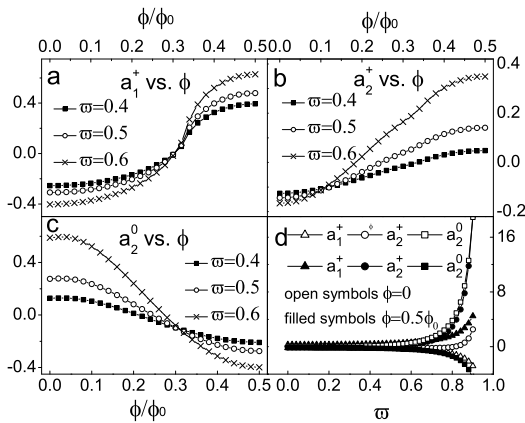 ϕ/ϕ₀ ϕ/ϕ₀
0.0 0.1 0.2 0.3 0.4 0.5 0.0 0.1 0.2 0.3 0.4 0.5
a a₁⁺ vs. ϕ
ϖ=0.4
ϖ=0.5
ϖ=0.6
0.4
0.0
-0.4
b a₂⁺ vs. ϕ
ϖ=0.4
ϖ=0.5
ϖ=0.6
0.4
0.2
0.0
-0.2
c a₂⁰ vs. ϕ
ϖ=0.4
ϖ=0.5
ϖ=0.6
0.4
0.0
-0.4
0.0 0.1 0.2 0.3 0.4 0.5
ϕ/ϕ₀
d a₁⁺ a₂⁺ a₂⁰
a₁⁺ a₂⁺ a₂⁰
open symbols ϕ=0
filled symbols ϕ=0.5ϕ₀
16
8
0
0.0 0.2 0.4 0.6 0.8 1.0
ϖ